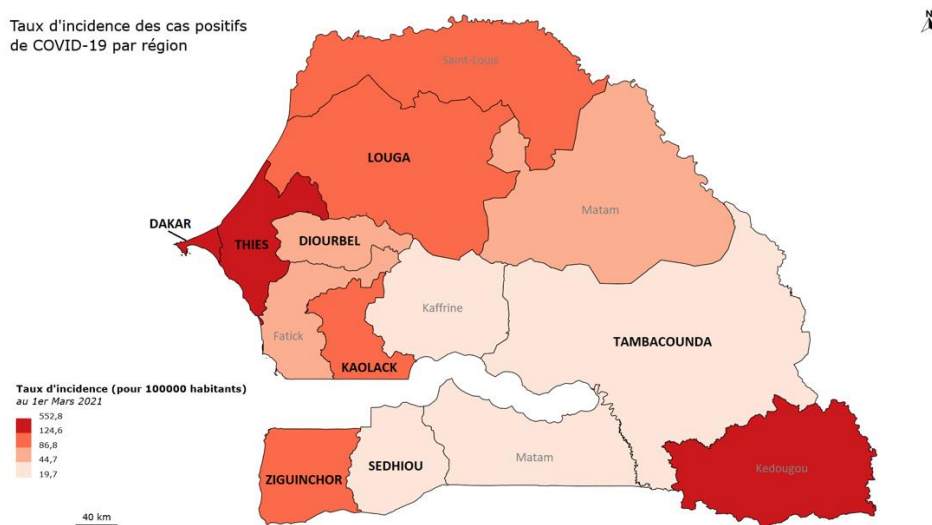 Taux d'incidence des cas positifs
de COVID-19 par région
N
Saint-Louis
LOUGA
Matam
DAKAR
THIES
DIOURBEL
Kaffrine
Fatick
TAMBACOUNDA
KAOLACK
Taux d'incidence (pour 100000 habitants)
au 1er Mars 2021
552,8
124,6
86,8
44,7
19,7
Matam
SEDHIOU
ZIGUINCHOR
Kedougou
40 km